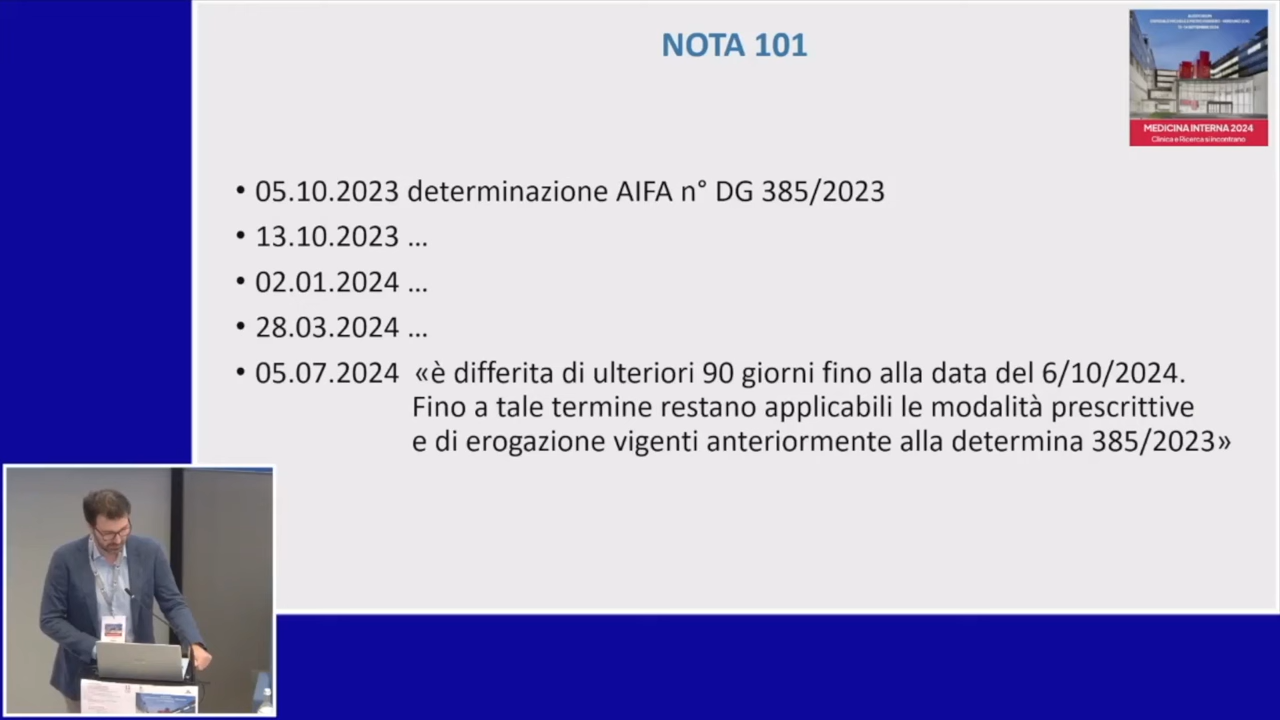 NOTA 101
MEDICINA INTERNA 2024
Clinica e Ricerca si incontrano
• 05.10.2023 determinazione AIFA n° DG 385/2023
• 13.10.2023 ...
• 02.01.2024 ...
• 28.03.2024 ...
• 05.07.2024 «è differita di ulteriori 90 giorni fino alla data del 6/10/2024.
Fino a tale termine restano applicabili le modalità prescrittive
e di erogazione vigenti anteriormente alla determina 385/2023»